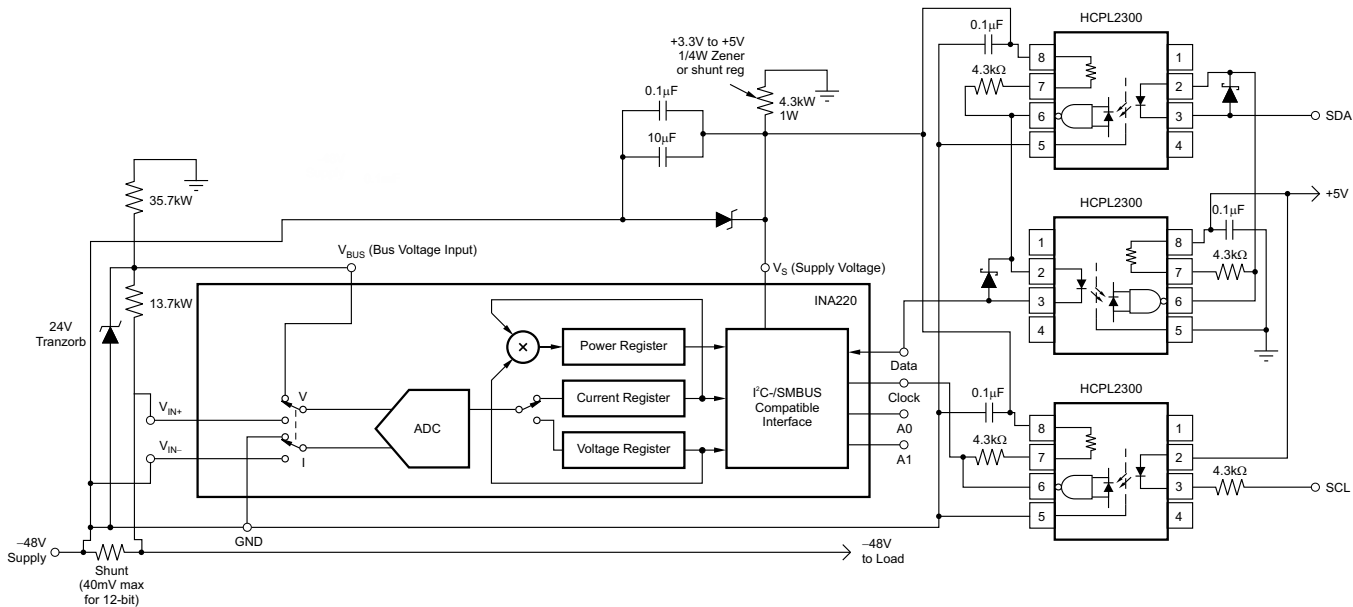 HCPL2300
0.1μF
8
1
4.3kΩ
7
2
6
3
SDA
5
4
+3.3V to +5V
1/4W Zener
or shunt reg
4.3kW
1W
0.1μF
10μF
35.7kW
+5V
HCPL2300
0.1μF
1
8
4.3kΩ
2
7
3
6
4
5
VBUS (Bus Voltage Input)
VS (Supply Voltage)
13.7kW
24V
Tranzorb
INA220
×
Power Register
Current Register
Voltage Register
I²C-/SMBUS
Compatible
Interface
Data
Clock
A0
A1
V
I
ADC
VIN+
VIN−
GND
HCPL2300
0.1μF
8
1
4.3kΩ
7
2
6
3
4.3kΩ
SCL
5
4
−48V
Supply
Shunt
(40mV max
for 12-bit)
−48V
to Load